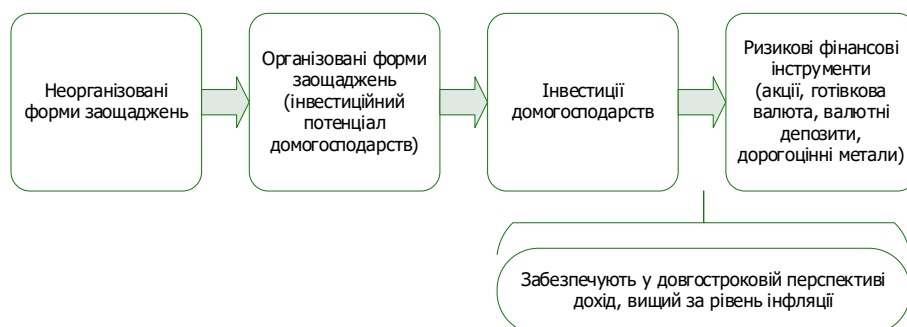 Неорганізовані
форми заощаджень
Організовані форми
заощаджень
(інвестиційний
потенціал
домогосподарств)
Інвестиції
домогосподарств
Ризикові фінансові
інструменти
(акції, готівкова
валюта, валютні
депозити,
дорогоцінні метали)
Забезпечують у довгостроковій перспективі
дохід, вищий за рівень інфляції